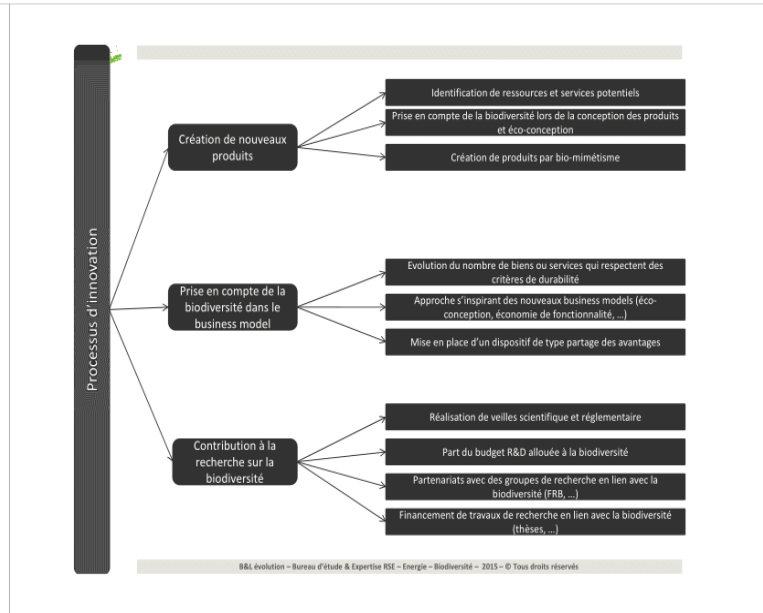 Processus d'innovation
Création de nouveaux
produits
Identification de ressources et services potentiels
Prise en compte de la biodiversité lors de la conception des produits
et éco-conception
Création de produits par bio-mimétisme
Prise en compte de la
biodiversité dans le
business model
Evolution du nombre de biens ou services qui respectent des
critères de durabilité
Approche s'inspirant des nouveaux business models (éco-
conception, économie de fonctionnalité, ...)
Mise en place d'un dispositif de type partage des avantages
Contribution à la
recherche sur la
biodiversité
Réalisation de veilles scientifique et réglementaire
Part du budget R&D allouée à la biodiversité
Partenariats avec des groupes de recherche en lien avec la
biodiversité (FRB, ...)
Financement de travaux de recherche en lien avec la biodiversité
(thèses, ...)
B&L évolution – Bureau d'étude & Expertise RSE – Energie – Biodiversité – 2015 – © Tous droits réservés